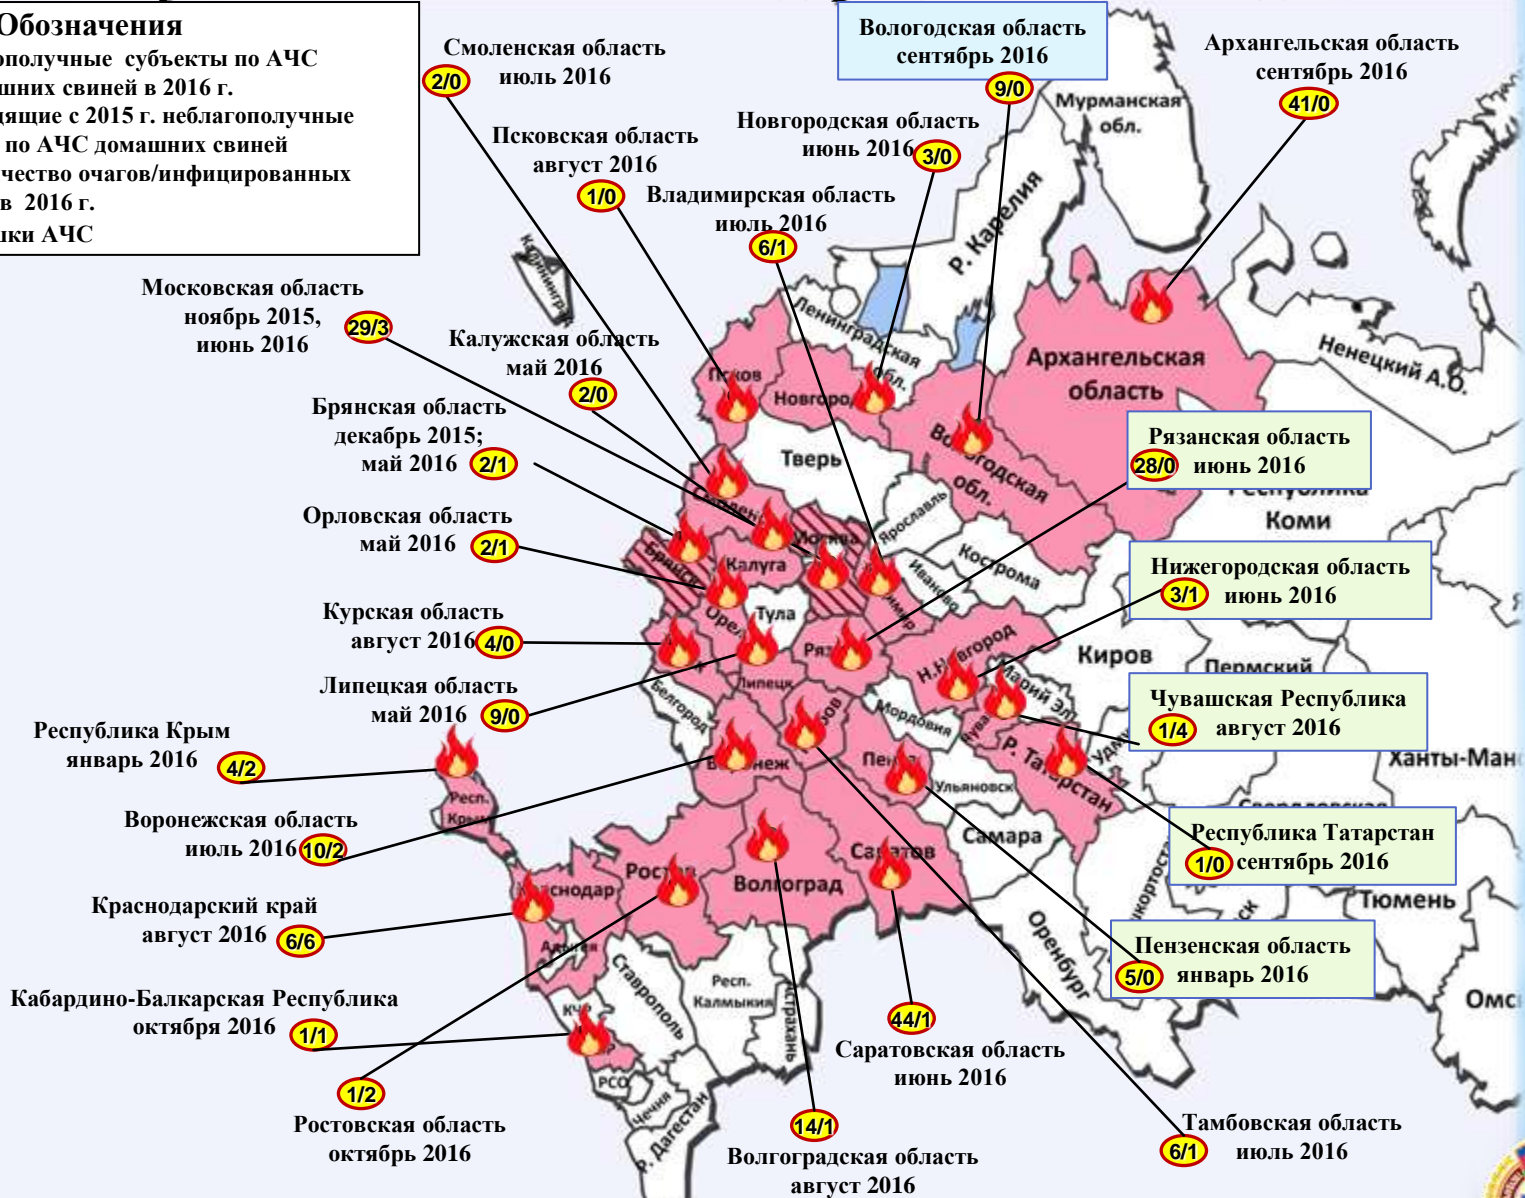 Обозначения
ополучные субъекты по АЧС
шних свиней в 2016 г.
дящие с 2015 г. неблагополучные
по АЧС домашних свиней
чество очагов/инфицированных
в 2016 г.
шки АЧС
Смоленская область
июль 2016
2/0
Вологодская область
сентябрь 2016
9/0
Архангельская область
сентябрь 2016
41/0
Псковская область
август 2016
1/0
Новгородская область
июнь 2016
3/0
Владимирская область
июль 2016
6/1
Московская область
ноябрь 2015,
июнь 2016
29/3
Калужская область
май 2016
2/0
Брянская область
декабрь 2015;
май 2016
2/1
Орловская область
май 2016
2/1
Курская область
август 2016
4/0
Липецкая область
май 2016
9/0
Республика Крым
январь 2016
4/2
Воронежская область
июль 2016
10/2
Краснодарский край
август 2016
6/6
Кабардино-Балкарская Республика
октября 2016
1/1
1/2
Ростовская область
октябрь 2016
14/1
Волгоградская область
август 2016
44/1
Саратовская область
июнь 2016
Тамбовская область
июль 2016
6/1
Рязанская область
июнь 2016
28/0
Нижегородская область
июнь 2016
3/1
Чувашская Республика
август 2016
1/4
Республика Татарстан
сентябрь 2016
1/0
Пензенская область
январь 2016
5/0
Мурманская
обл.
Р. Карелия
Калининград
Ленинградская
обл.
Архангельская
область
Ненецкий А.О.
Новгород
Вологодская
обл.
Тверь
Республика
Коми
Ярославль
Кострома
Иваново
Москва
Калуга
Тула
Орел
Липецк
Белгород
Н.Новгород
Киров
Пермский
Марий Эл
Мордовия
Р. Татарстан
Ульяновск
Самара
Саратов
Волгоград
Оренбург
Тюмень
Ханты-Ман
Свердловская
Омс
Респ.
Крым
Адыгея
Ставрополь
Респ.
Калмыкия
КЧР
РСО
Чечня
Р. Дагестан